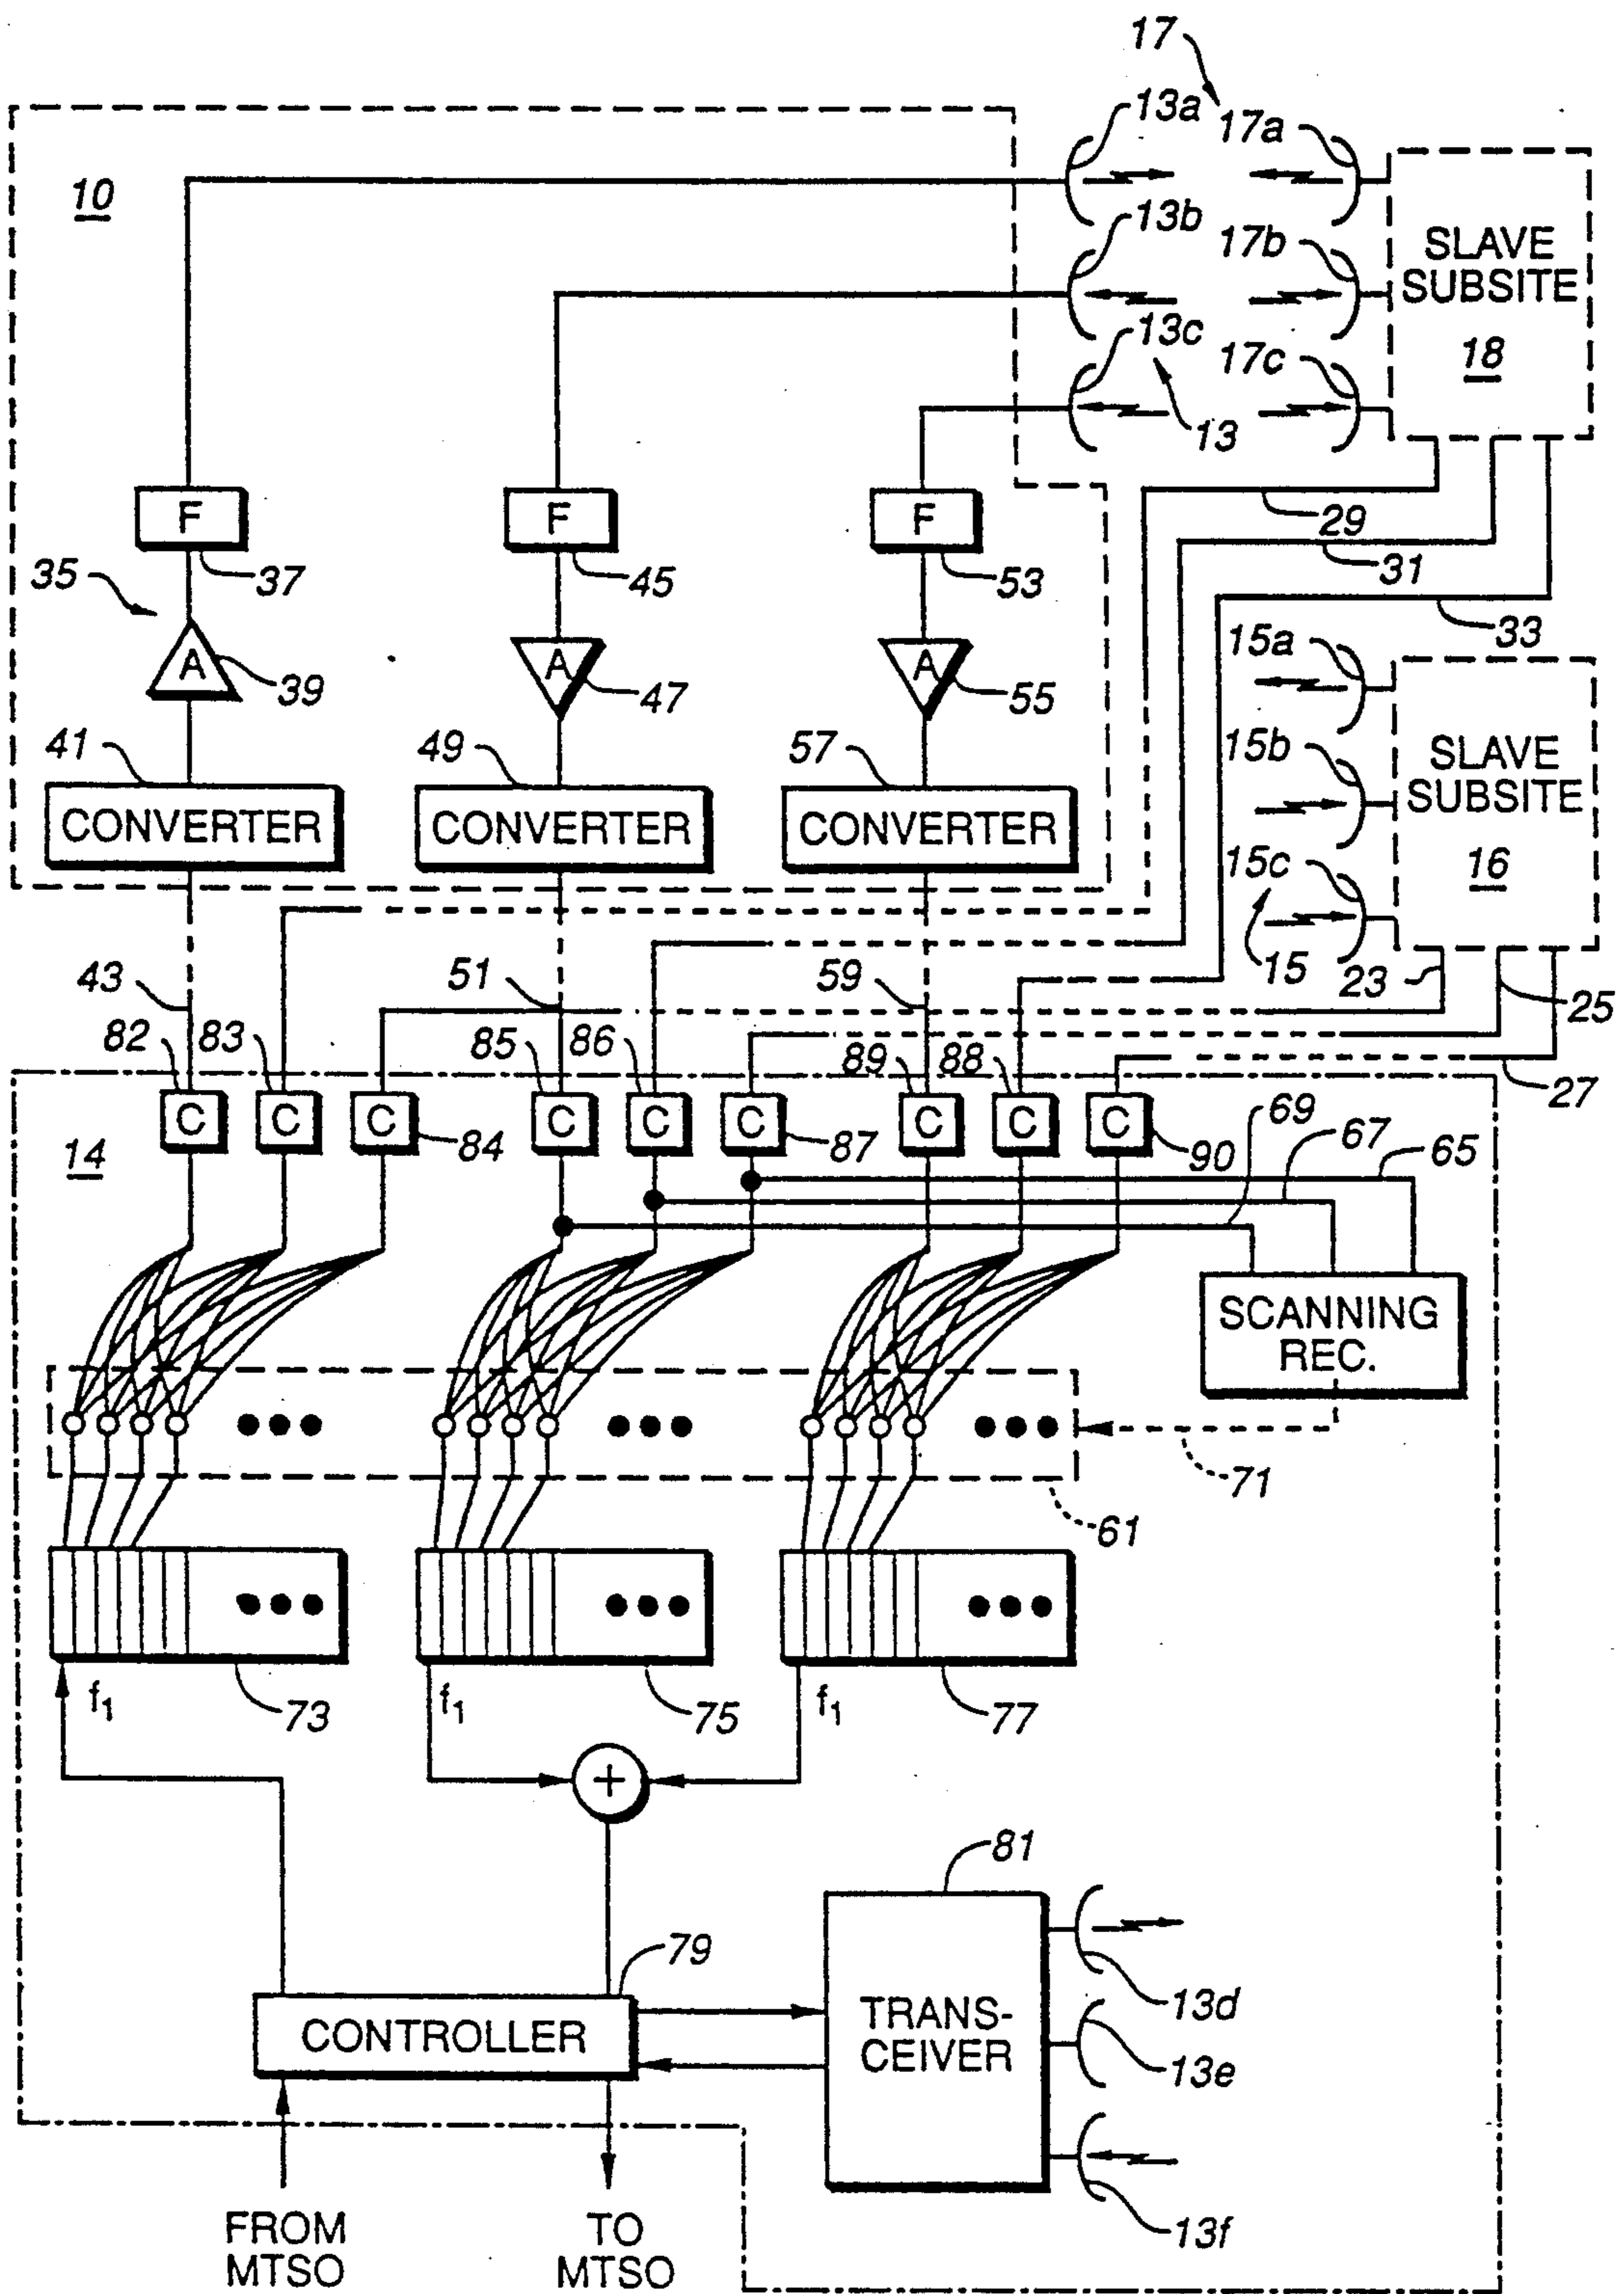 17
13a
17a
10
13b
17b
SLAVE
SUBSITE
18
13c
17c
13
F
F
F
29
35
37
45
53
31
33
A
39
A
47
A
55
15a
41
49
57
15b
SLAVE
SUBSITE
CONVERTER
CONVERTER
CONVERTER
15c
16
43
51
59
15
23
25
82
83
85
86
89
88
27
C
C
C
C
C
C
C
C
C
14
84
87
90
69
67
65
SCANNING
REC.
71
61
f1
73
f1
75
f1
77
+
81
79
CONTROLLER
TRANS-
CEIVER
13d
13e
13f
FROM
MTSO
TO
MTSO